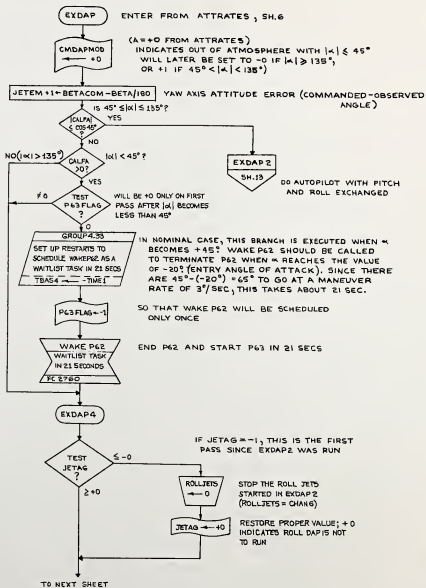 EXDAP
ENTER FROM ATTRATES, SH.6
(A=+0 FROM ATTRATES)
CMDAPMOD
← +0
INDICATES OUT OF ATMOSPHERE WITH |α| ≤ 45°
WILL LATER BE SET TO -0 IF |α| ≥ 135°,
OR +1 IF 45° < |α| < 135°)
JETEM +1 ← BETACOM - BETA/180
YAW AXIS ATTITUDE ERROR (COMMANDED-OBSERVED
ANGLE)
IS 45° ≤ |α| ≤ 135°?
|CALFA|
≤ COS 45°
?
YES
NO
EXDAP2
SH.13
DO AUTOPILOT WITH PITCH
AND ROLL EXCHANGED
NO(|α| > 135°)
CALFA
>0?
|α| < 45°?
YES
≠0
TEST
P63FLAG
?
WILL BE +0 ONLY ON FIRST
PASS AFTER |α| BECOMES
LESS THAN 45°
0
GROUP4.33
SET UP RESTARTS TO
SCHEDULE WAKEP62 AS A
WAITLIST TASK IN 21 SECS
TBAS4 ← -TIME1
IN NOMINAL CASE, THIS BRANCH IS EXECUTED WHEN α
BECOMES +45°. WAKE P62 SHOULD BE CALLED
TO TERMINATE P62 WHEN α REACHES THE VALUE
OF -20° (ENTRY ANGLE OF ATTACK). SINCE THERE
ARE 45°-(-20°) = 65° TO GO AT A MANEUVER
RATE OF 3°/SEC, THIS TAKES ABOUT 21 SEC.
P63FLAG ← -1
SO THAT WAKE P62 WILL BE SCHEDULED
ONLY ONCE
WAKE P62
WAITLIST TASK
IN 21 SECONDS
FC 2760
END P62 AND START P63 IN 21 SECS
EXDAP4
IF JETAG = -1, THIS IS THE FIRST
PASS SINCE EXDAP2 WAS RUN
TEST
JETAG
?
≤ -0
≥ +0
ROLLJETS
← 0
STOP THE ROLL JETS
STARTED IN EXDAP2
(ROLLJETS = CHAN 6)
JETAG ← +0
RESTORE PROPER VALUE; +0
INDICATES ROLL DAP IS NOT
TO RUN
TO NEXT SHEET